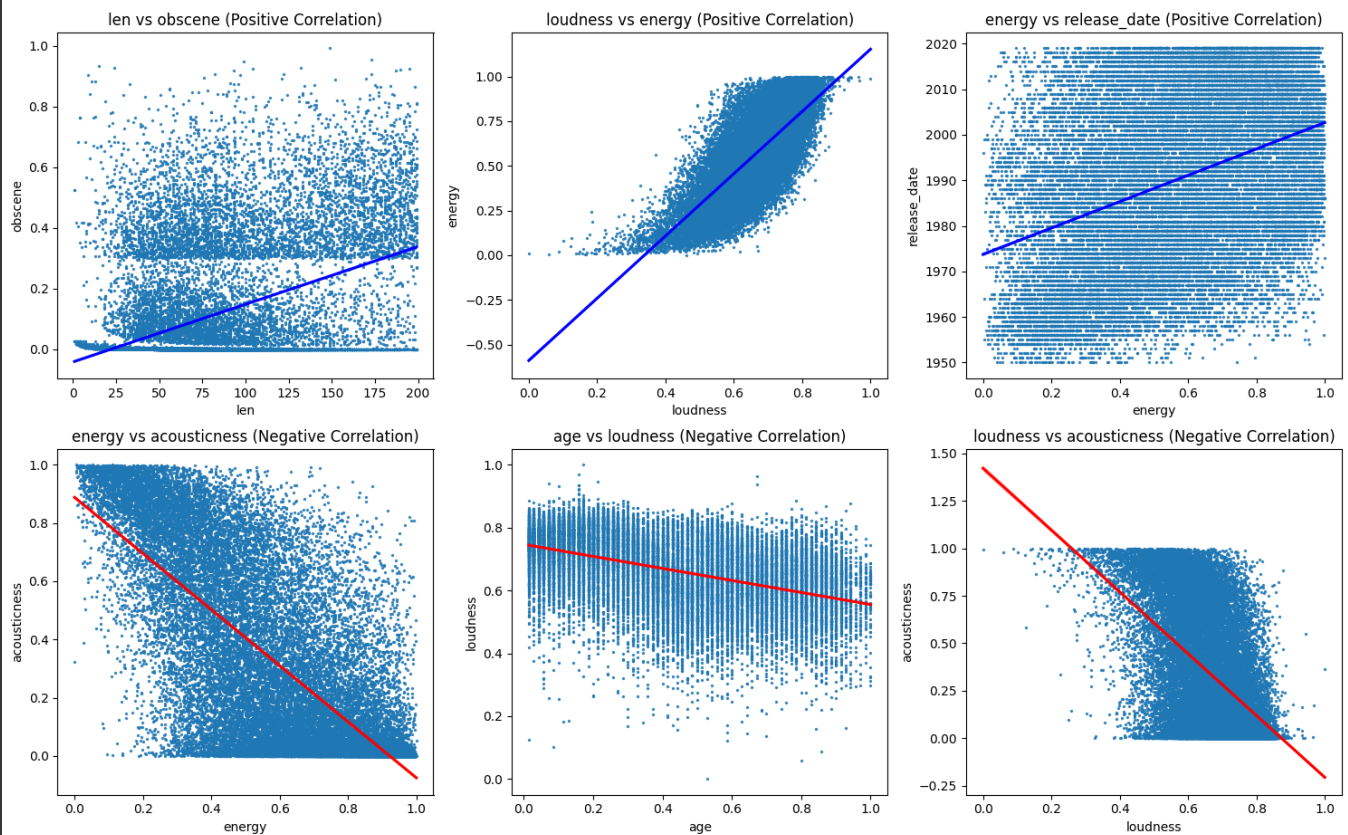 len vs obscene (Positive Correlation)
1.0
0.8
0.6
0.4
0.2
0.0
obscene
0 25 50 75 100 125 150 175 200
len
loudness vs energy (Positive Correlation)
1.00
0.75
0.50
0.25
0.00
−0.25
−0.50
energy
0.0 0.2 0.4 0.6 0.8 1.0
loudness
energy vs release_date (Positive Correlation)
2020
2010
2000
1990
1980
1970
1960
1950
release_date
0.0 0.2 0.4 0.6 0.8 1.0
energy
energy vs acousticness (Negative Correlation)
1.0
0.8
0.6
0.4
0.2
0.0
acousticness
0.0 0.2 0.4 0.6 0.8 1.0
energy
age vs loudness (Negative Correlation)
1.0
0.8
0.6
0.4
0.2
0.0
loudness
0.0 0.2 0.4 0.6 0.8 1.0
age
loudness vs acousticness (Negative Correlation)
1.50
1.25
1.00
0.75
0.50
0.25
0.00
−0.25
acousticness
0.0 0.2 0.4 0.6 0.8 1.0
loudness